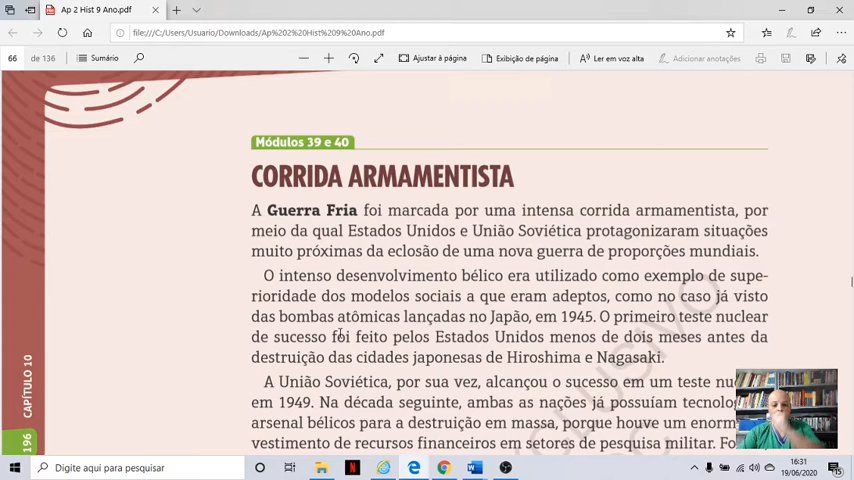 Ap 2 Hist 9 Ano.pdf
file:///C:/Users/Usuario/Downloads/Ap%202%20Hist%209%20Ano.pdf
66 de 136 Sumário Ajustar à página Exibição de página Ler em voz alta Adicionar anotações
Módulos 39 e 40
CORRIDA ARMAMENTISTA
A Guerra Fria foi marcada por uma intensa corrida armamentista, por
meio da qual Estados Unidos e União Soviética protagonizaram situações
muito próximas da eclosão de uma nova guerra de proporções mundiais.
O intenso desenvolvimento bélico era utilizado como exemplo de supe-
rioridade dos modelos sociais a que eram adeptos, como no caso já visto
das bombas atômicas lançadas no Japão, em 1945. O primeiro teste nuclear
de sucesso foi feito pelos Estados Unidos menos de dois meses antes da
destruição das cidades japonesas de Hiroshima e Nagasaki.
A União Soviética, por sua vez, alcançou o sucesso em um teste nu
em 1949. Na década seguinte, ambas as nações já possuíam tecnolog
arsenal bélicos para a destruição em massa, porque houve um enorm
vestimento de recursos financeiros em setores de pesquisa militar. Fo
CAPÍTULO 10
196
Digite aqui para pesquisar
16:31
19/06/2020
15